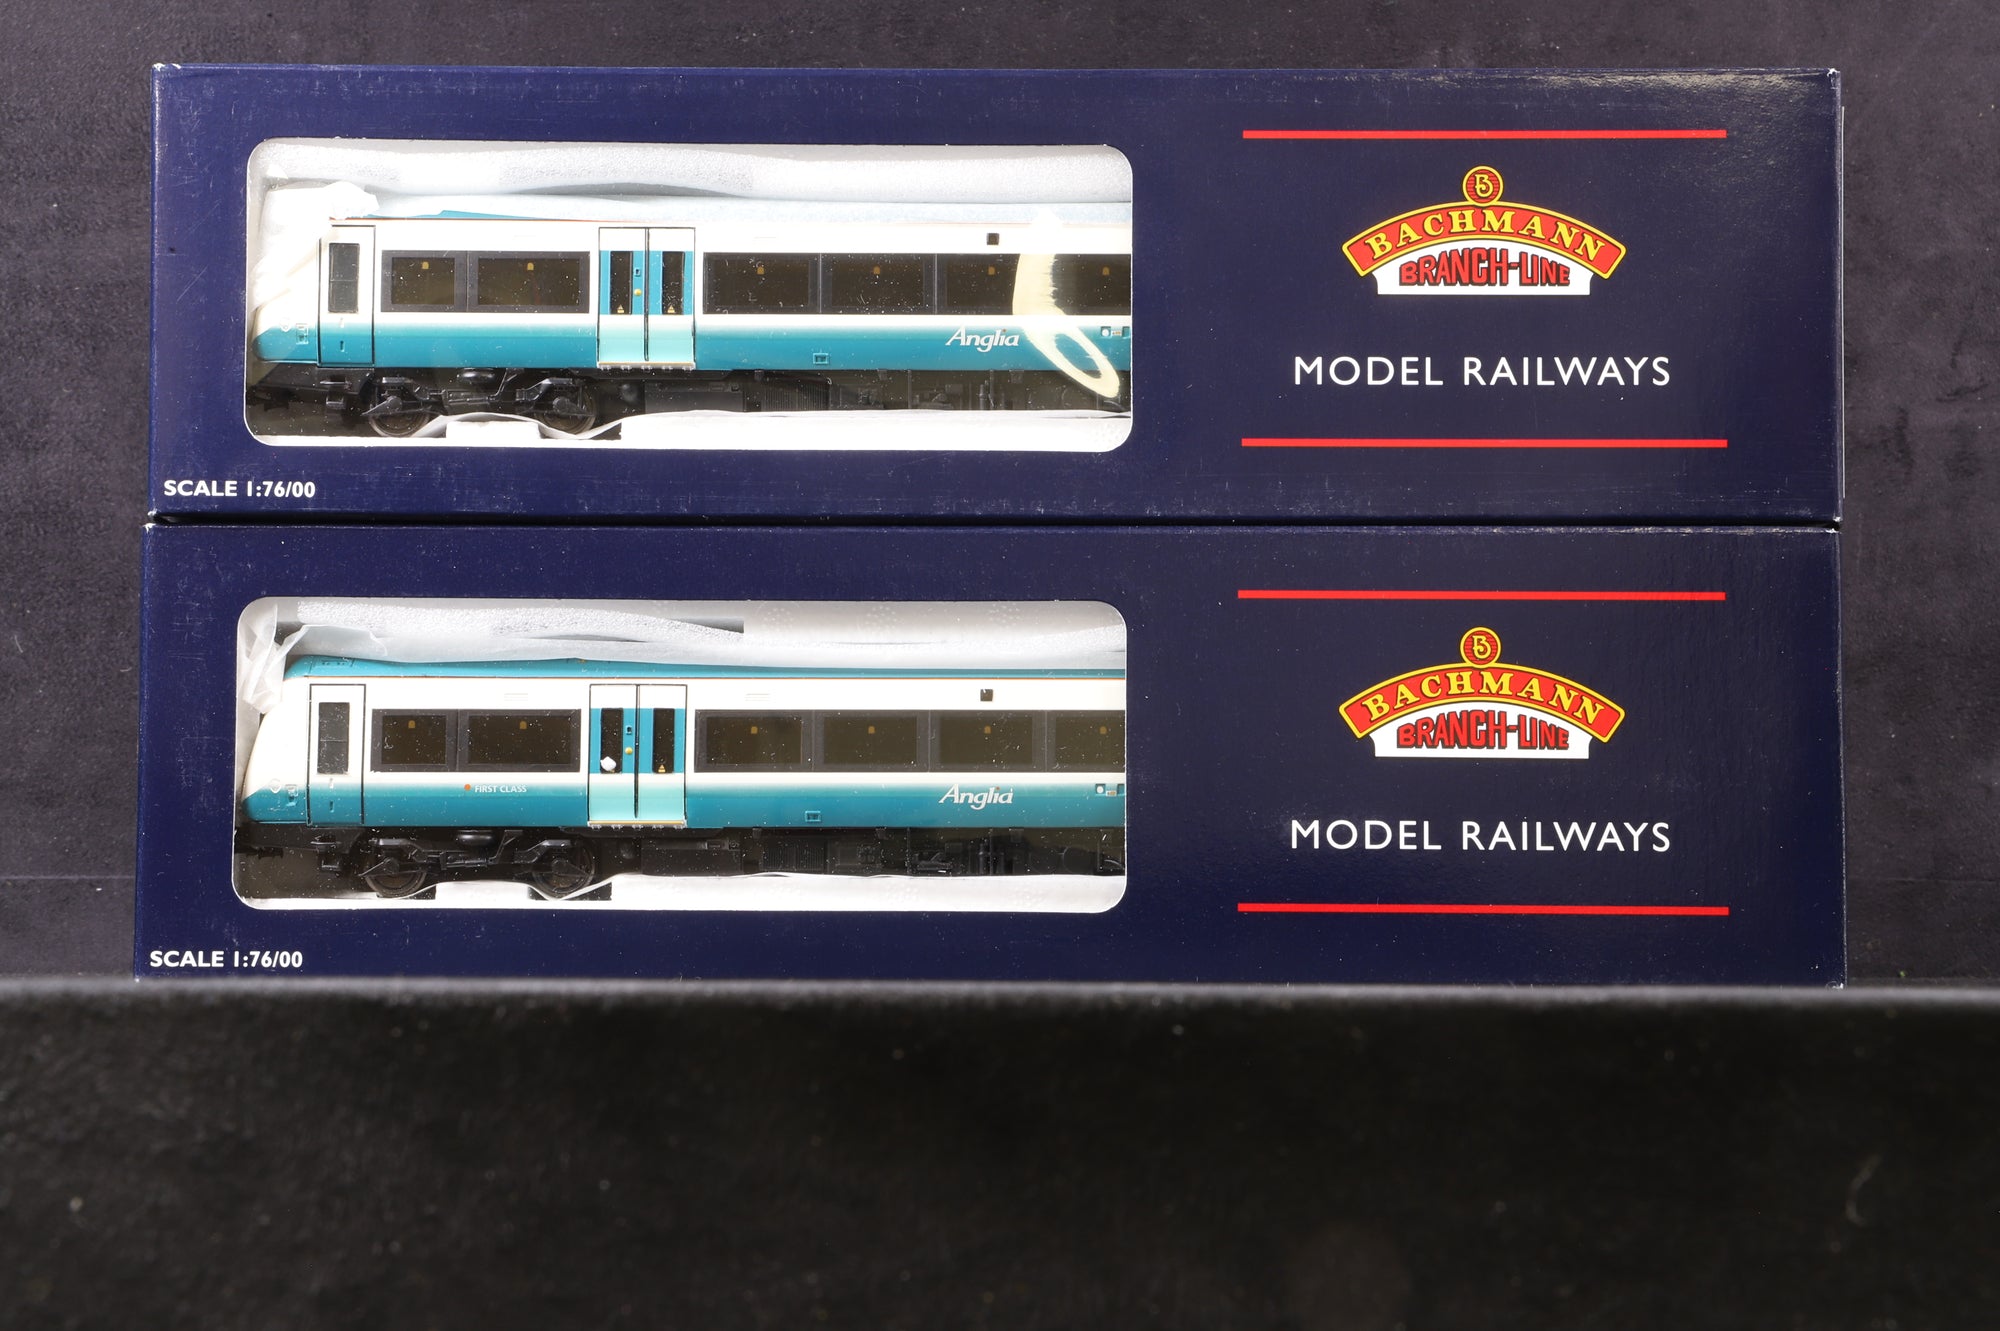 B
BACHMANN
BRANCH-LINE
MODEL RAILWAYS
Anglia
SCALE 1:76/00
B
BACHMANN
BRANCH-LINE
MODEL RAILWAYS
FIRST CLASS
Anglia
SCALE 1:76/00